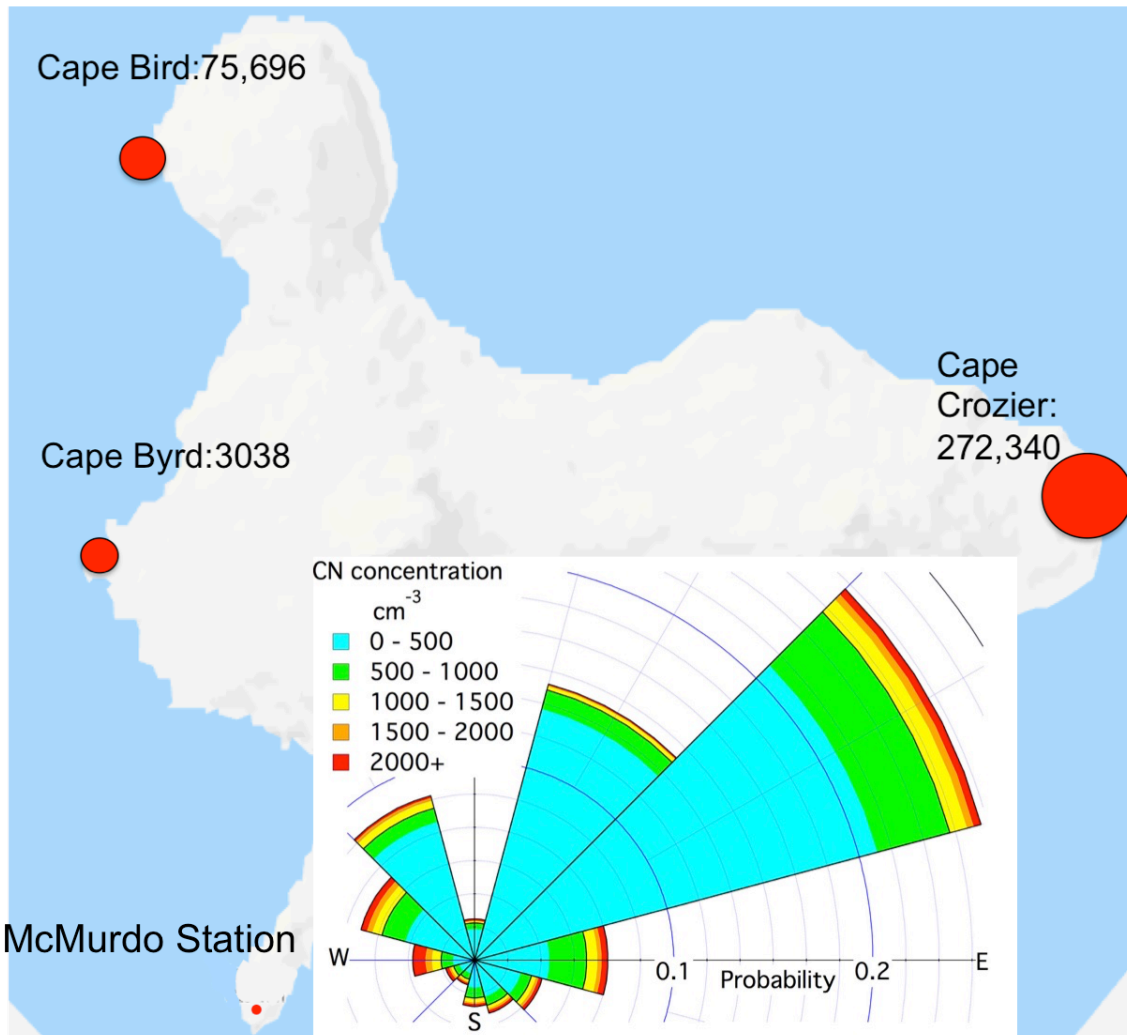 Cape Bird:75,696
Cape
Crozier:
272,340
Cape Byrd:3038
CN concentration
cm-3
0 - 500
500 - 1000
1000 - 1500
1500 - 2000
2000+
McMurdo Station
W
0.1
Probability
0.2
E
S